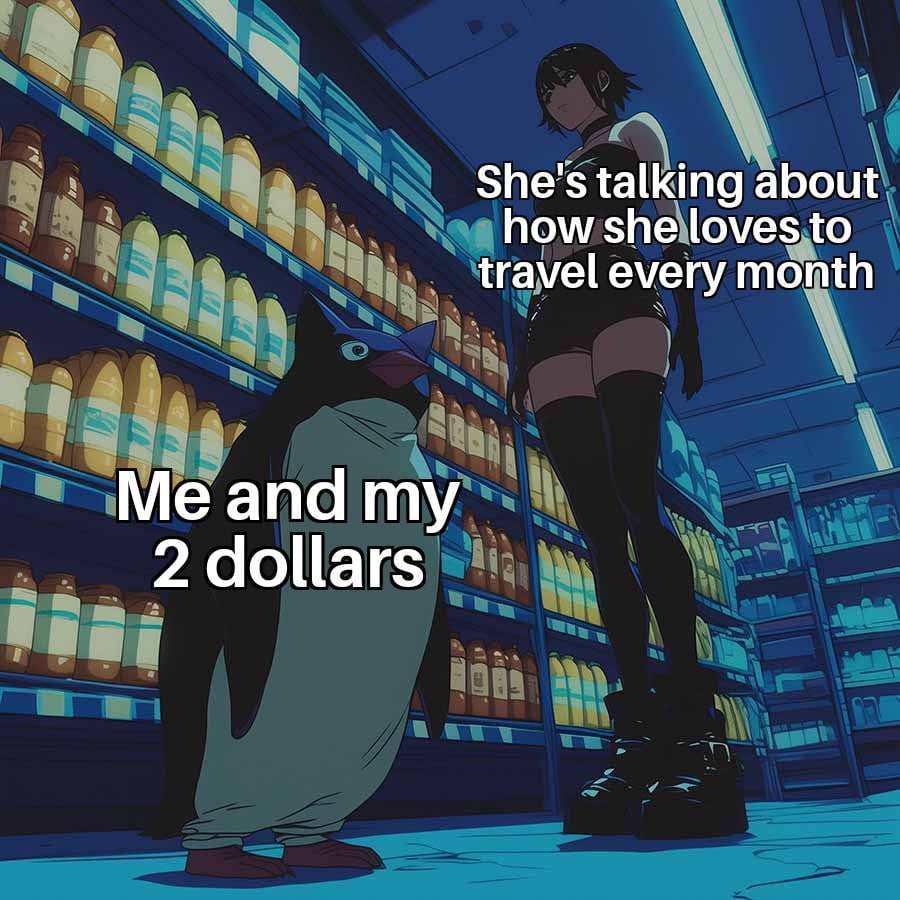 She's talking about
how she loves to
travel every month
Me and my
2 dollars